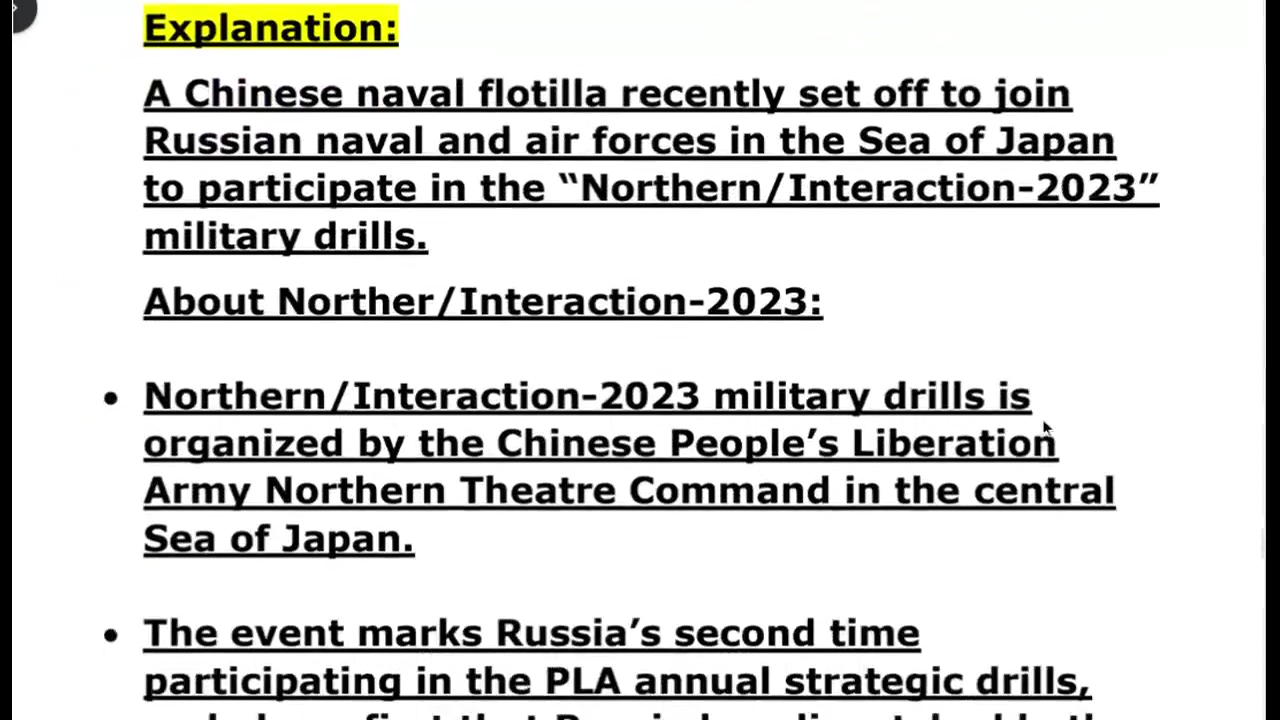 Explanation:
A Chinese naval flotilla recently set off to join
Russian naval and air forces in the Sea of Japan
to participate in the “Northern/Interaction-2023”
military drills.
About Norther/Interaction-2023:
• Northern/Interaction-2023 military drills is
organized by the Chinese People’s Liberation
Army Northern Theatre Command in the central
Sea of Japan.
• The event marks Russia’s second time
participating in the PLA annual strategic drills,